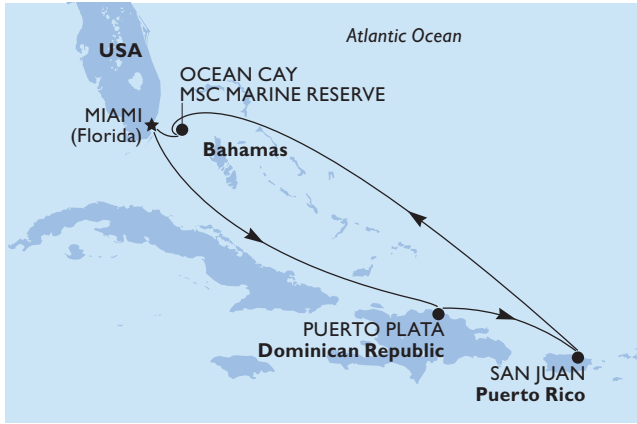 Atlantic Ocean
USA
OCEAN CAY
MSC MARINE RESERVE
MIAMI
(Florida)
Bahamas
PUERTO PLATA
Dominican Republic
SAN JUAN
Puerto Rico